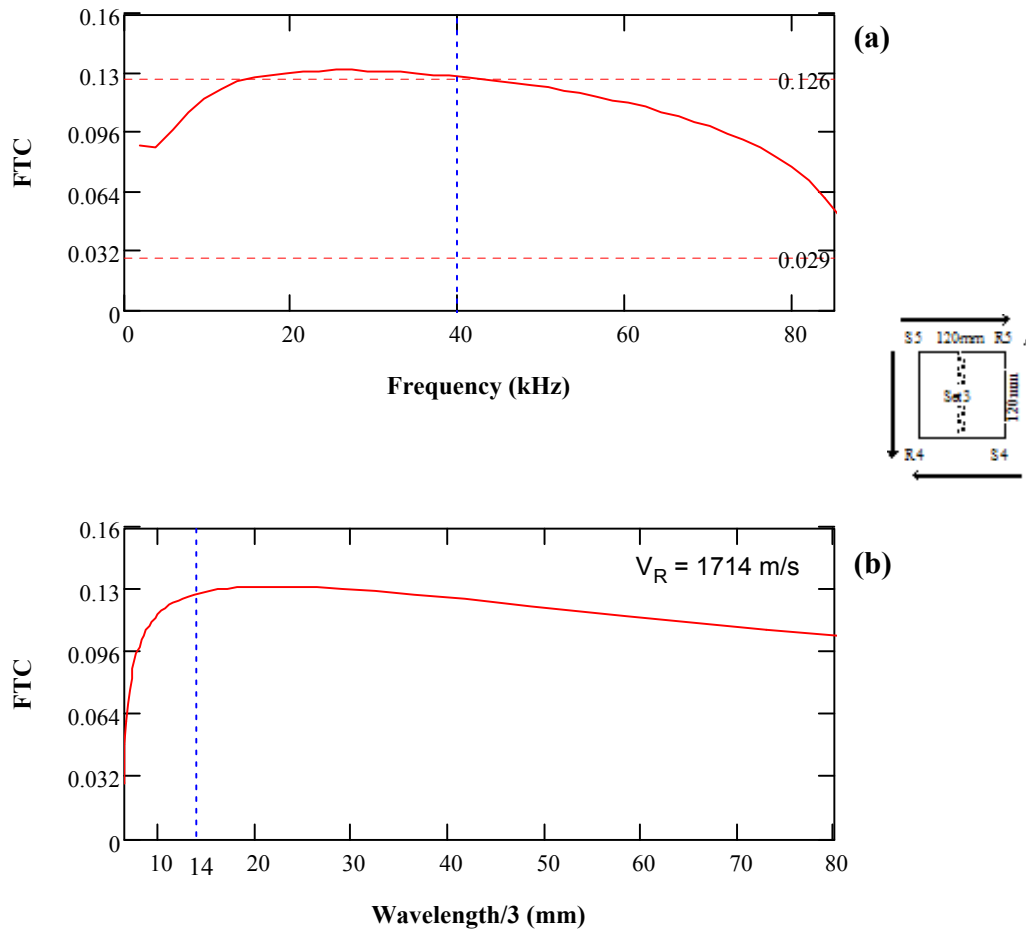 0.16
(a)
0.13
0.126
0.096
FTC
0.064
0.032
0.029
0
0 20 40 60 80
Frequency (kHz)
S5 120mm R5
Set3
120mm
R4 S4
0.16
V_R = 1714 m/s
(b)
0.13
0.096
FTC
0.064
0.032
0
10 14 20 30 40 50 60 70 80
Wavelength/3 (mm)